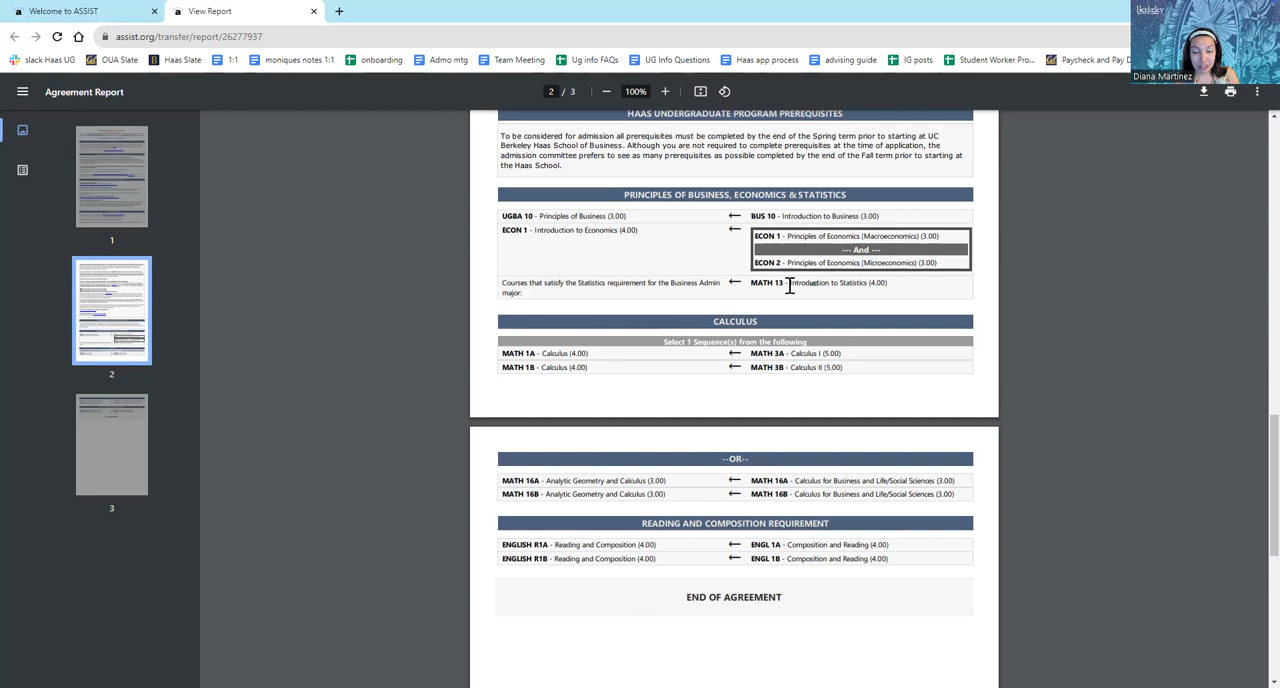 Welcome to ASSIST
View Report
assist.org/transfer/report/26277937
slack Haas UG
OUA Slate
Haas Slate
1:1
moniques notes 1:1
onboarding
Admo mtg
Team Meeting
Ug info FAQs
UG Info Questions
Haas app process
advising guide
IG posts
Student Worker Pro...
Paycheck and Pay D
Berkeley
Diana Martinez
Agreement Report
2 / 3
100%
1
2
3
HAAS UNDERGRADUATE PROGRAM PREREQUISITES
To be considered for admission all prerequisites must be completed by the end of the Spring term prior to starting at UC
Berkeley Haas School of Business. Although you are not required to complete prerequisites at the time of application, the
admission committee prefers to see as many prerequisites as possible completed by the end of the Fall term prior to starting at
the Haas School.
PRINCIPLES OF BUSINESS, ECONOMICS & STATISTICS
UGBA 10 - Principles of Business (3.00) ← BUS 10 - Introduction to Business (3.00)
ECON 1 - Introduction to Economics (4.00) ← ECON 1 - Principles of Economics (Macroeconomics) (3.00)
--- And ---
ECON 2 - Principles of Economics (Microeconomics) (3.00)
Courses that satisfy the Statistics requirement for the Business Admin
major: ← MATH 13 - Introduction to Statistics (4.00)
CALCULUS
Select 1 Sequence(s) from the following
MATH 1A - Calculus (4.00) ← MATH 3A - Calculus I (5.00)
MATH 1B - Calculus (4.00) ← MATH 3B - Calculus II (5.00)
--OR--
MATH 16A - Analytic Geometry and Calculus (3.00) ← MATH 16A - Calculus for Business and Life/Social Sciences (3.00)
MATH 16B - Analytic Geometry and Calculus (3.00) ← MATH 16B - Calculus for Business and Life/Social Sciences (3.00)
READING AND COMPOSITION REQUIREMENT
ENGLISH R1A - Reading and Composition (4.00) ← ENGL 1A - Composition and Reading (4.00)
ENGLISH R1B - Reading and Composition (4.00) ← ENGL 1B - Composition and Reading (4.00)
END OF AGREEMENT